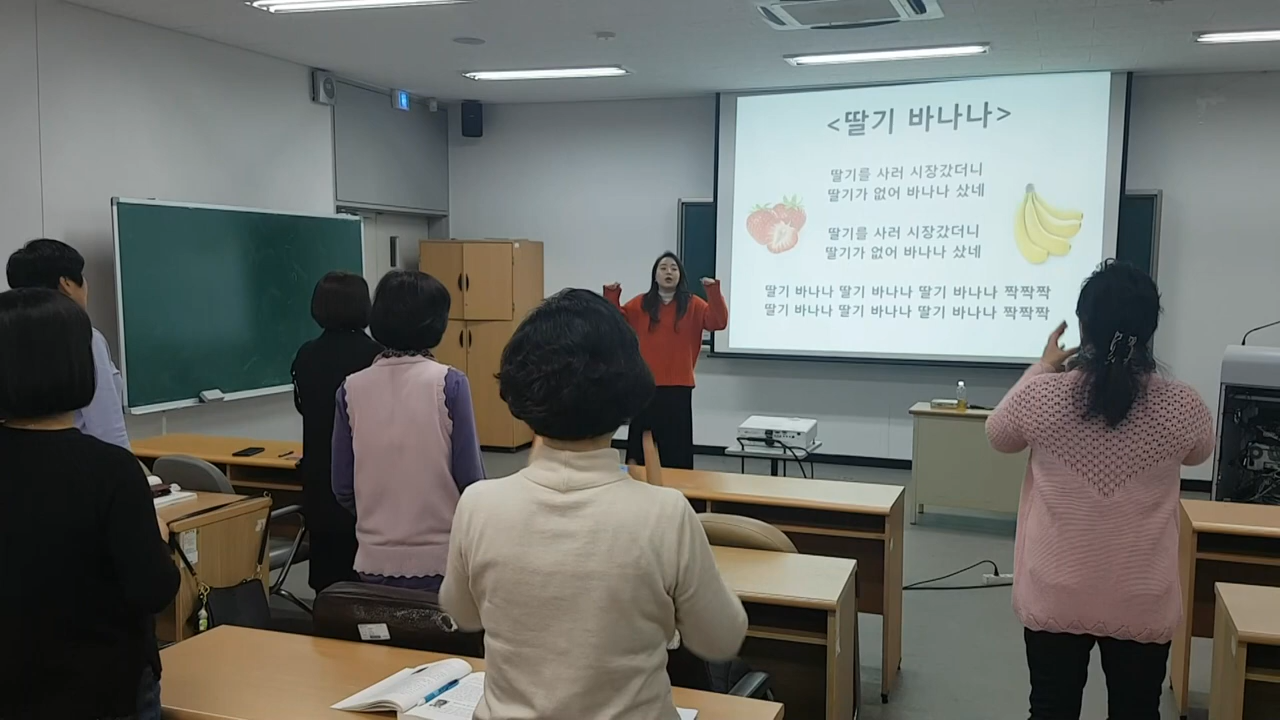 <딸기 바나나>
딸기를 사러 시장갔더니
딸기가 없어 바나나 샀네
딸기를 사러 시장갔더니
딸기가 없어 바나나 샀네
딸기 바나나 딸기 바나나 딸기 바나나 짝짝짝
딸기 바나나 딸기 바나나 딸기 바나나 짝짝짝